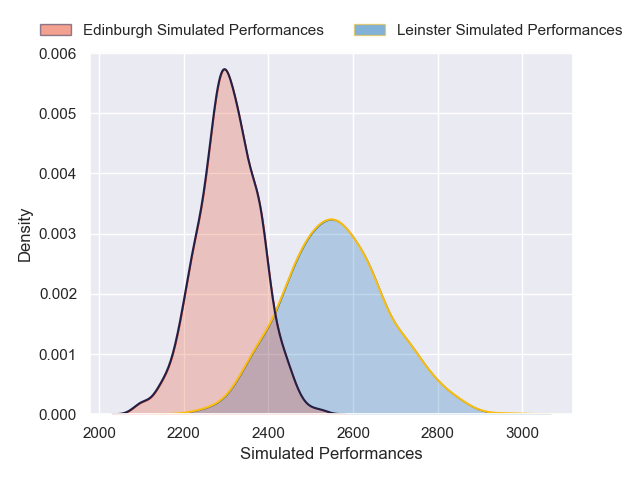 Edinburgh Simulated Performances Leinster Simulated Performances
0.006
0.005
0.004
0.003
0.002
0.001
0.000
Density
2000 2200 2400 2600 2800 3000
Simulated Performances